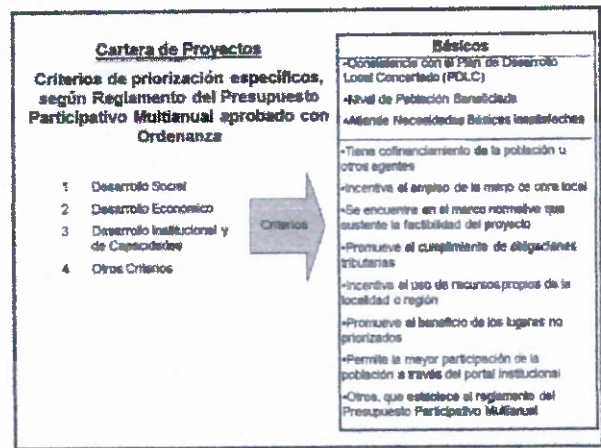 Cartera de Proyectos
Criterios de priorización específicos,
según Reglamento del Presupuesto
Participativo Multianual aprobado con
Ordenanza
1 Desarrollo Social
2 Desarrollo Económico
3 Desarrollo Institucional y
de Capacidades
4 Otros Criterios
Criterios
Básicos
•Consistencia con el Plan de Desarrollo
Local Concertado (PDLC)
•Nivel de Población Beneficiada
•Atiende Necesidades Básicas Insatisfechas
•Tiene cofinanciamiento de la población u
otros agentes
•Incentiva el empleo de la mano de obra local
•Se encuentra en el marco normativo que
sustente la factibilidad del proyecto
•Promueve el cumplimiento de obligaciones
tributarias
•Incentiva el uso de recursos propios de la
localidad o región
•Promueve el beneficio de los lugares no
priorizados
•Permite la mayor participación de la
población a través del portal institucional
•Otros, que establece el reglamento del
Presupuesto Participativo Multianual